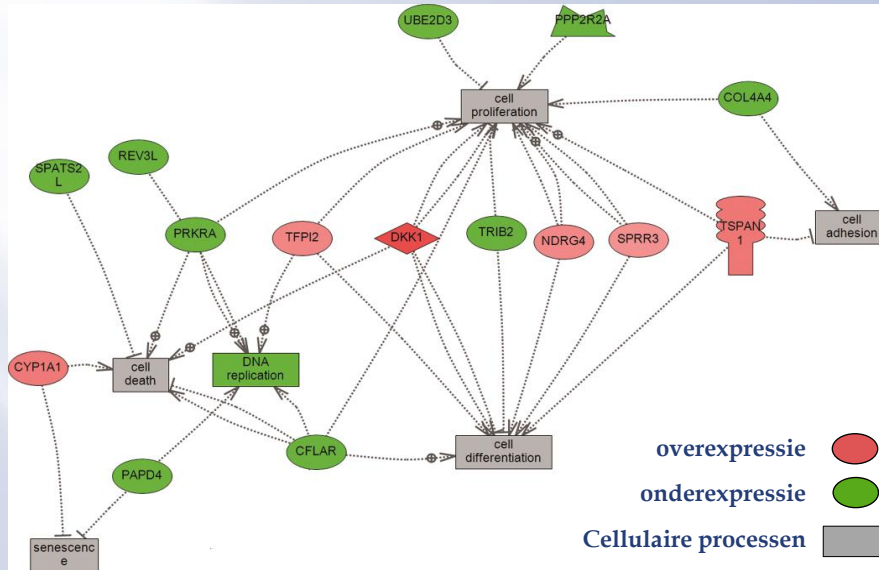 UBE2D3
PPP2R2A
cell
proliferation
COL4A4
REV3L
SPATS2
L
PRKRA
TFPI2
DKK1
TRIB2
NDRG4
SPRR3
TSPAN
1
cell
adhesion
CYP1A1
cell
death
DNA
replication
CFLAR
cell
differentiation
PAPD4
senescenc
e
overexpressie
onderexpressie
Cellulaire processen